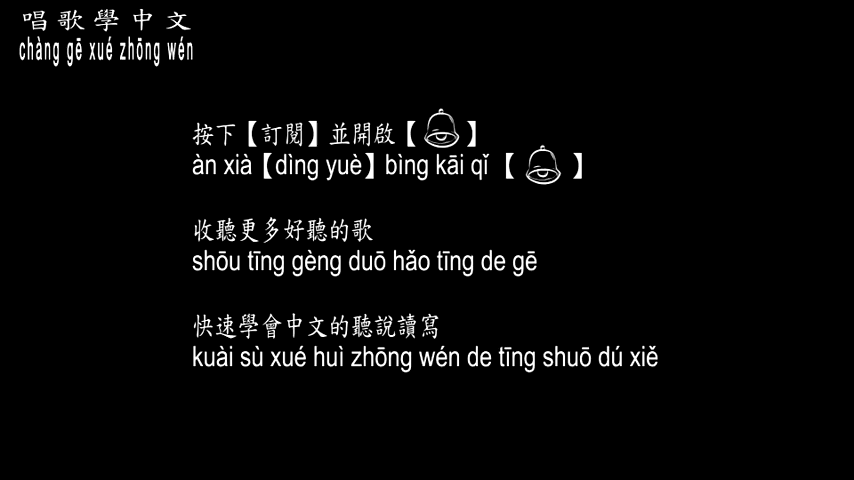 唱歌學中文
chàng gē xué zhōng wén
按下【訂閱】並開啟【】
àn xià【dìng yuè】bìng kāi qǐ 【】
收聽更多好聽的歌
shōu tīng gèng duō hǎo tīng de gē
快速學會中文的聽說讀寫
kuài sù xué huì zhōng wén de tīng shuō dú xiě